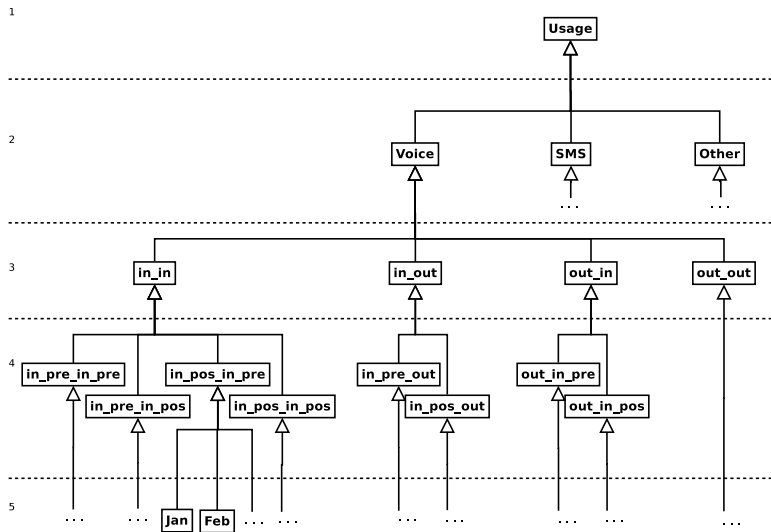 1
Usage
2
Voice SMS Other
... ...
3
in_in in_out out_in out_out
4
in_pre_in_pre in_pos_in_pre in_pre_out out_in_pre
in_pre_in_pos in_pos_in_pos in_pos_out out_in_pos
5
... ... Jan Feb ... ... ... ... ... ... ...